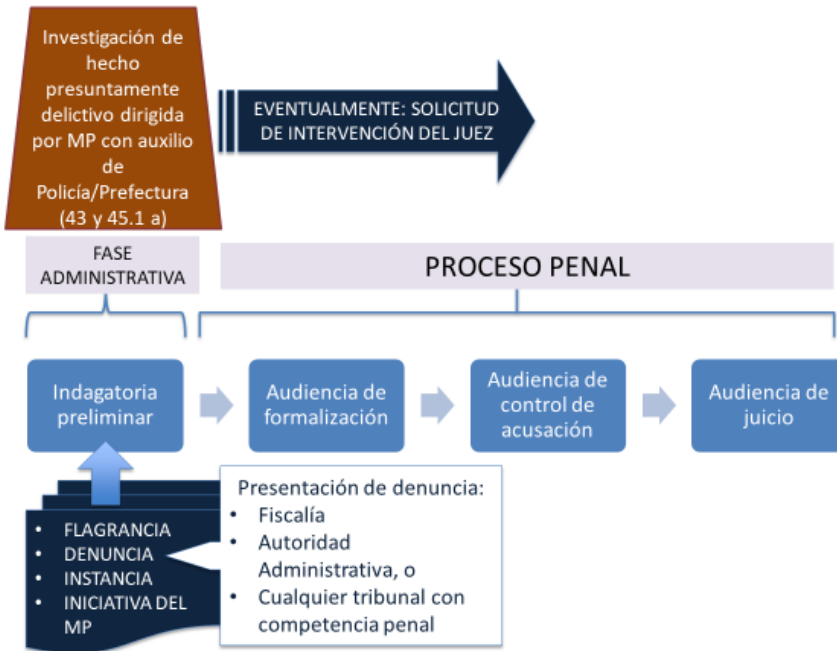 Investigación de
hecho
presuntamente
delictivo dirigida
por MP con auxilio
de
Policía/Prefectura
(43 y 45.1 a)
EVENTUALMENTE: SOLICITUD
DE INTERVENCIÓN DEL JUEZ
FASE
ADMINISTRATIVA
PROCESO PENAL
Indagatoria
preliminar
Audiencia de
formalización
Audiencia de
control de
acusación
Audiencia de
juicio
• FLAGRANCIA
• DENUNCIA
• INSTANCIA
• INICIATIVA DEL
MP
Presentación de denuncia:
• Fiscalía
• Autoridad
Administrativa, o
• Cualquier tribunal con
competencia penal